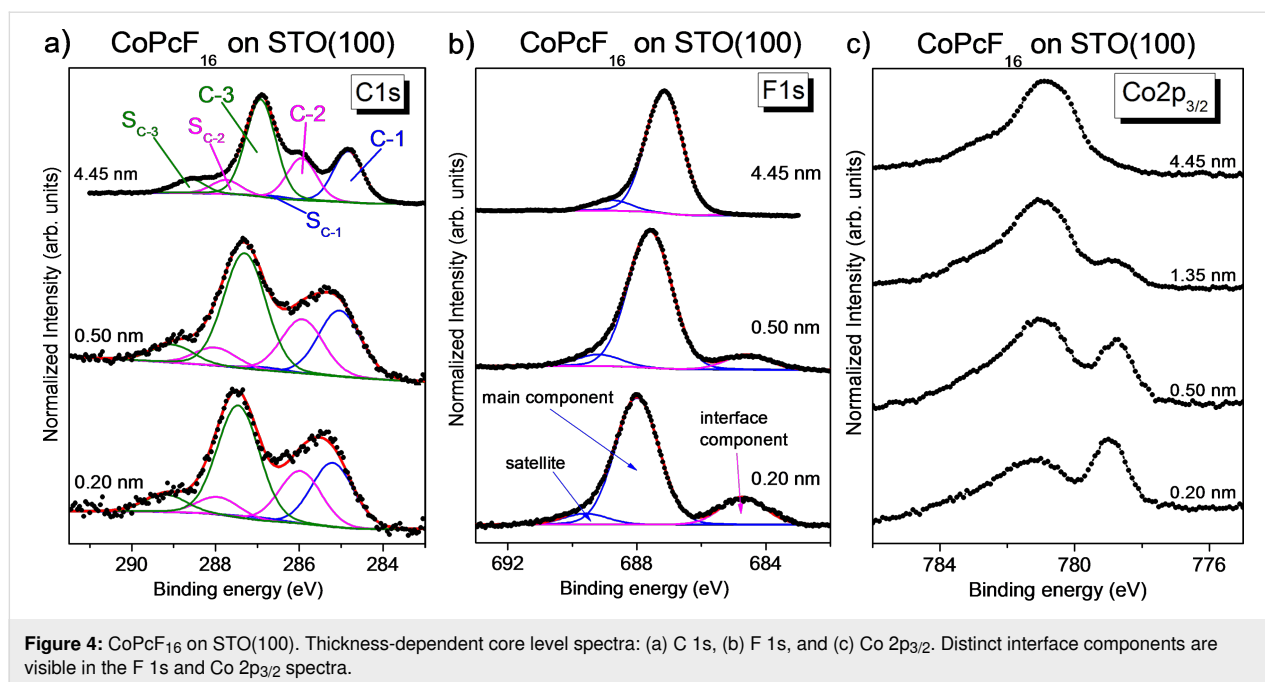 a) CoPcF16 on STO(100)
C1s
C-3
C-2
C-1
SC-3
SC-2
SC-1
4.45 nm
0.50 nm
0.20 nm
Normalized Intensity (arb. units)
290 288 286 284
Binding energy (eV)
b) CoPcF16 on STO(100)
F1s
4.45 nm
0.50 nm
main component
interface
component
satellite
0.20 nm
Normalized Intensity (arb. units)
692 688 684
Binding energy (eV)
c) CoPcF16 on STO(100)
Co2p3/2
4.45 nm
1.35 nm
0.50 nm
0.20 nm
Normalized Intensity (arb. units)
784 780 776
Binding energy (eV)
Figure 4: CoPcF16 on STO(100). Thickness-dependent core level spectra: (a) C 1s, (b) F 1s, and (c) Co 2p3/2. Distinct interface components are
visible in the F 1s and Co 2p3/2 spectra.